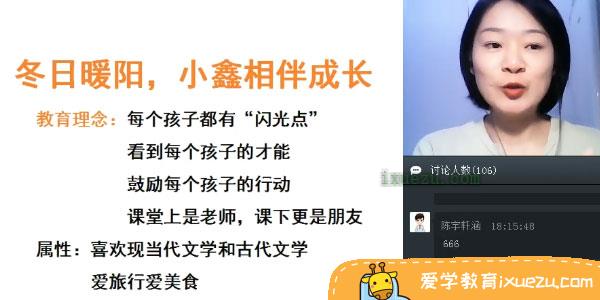 冬日暖阳，小鑫相伴成长
教育理念：每个孩子都有“闪光点”
看到每个孩子的才能
鼓励每个孩子的行动
课堂上是老师，课下更是朋友
属性：喜欢现当代文学和古代文学
爱旅行爱美食
讨论人数(106)
ixuezu.com
陈宇轩涵 18:15:48
666
爱学教育ixuezu.com